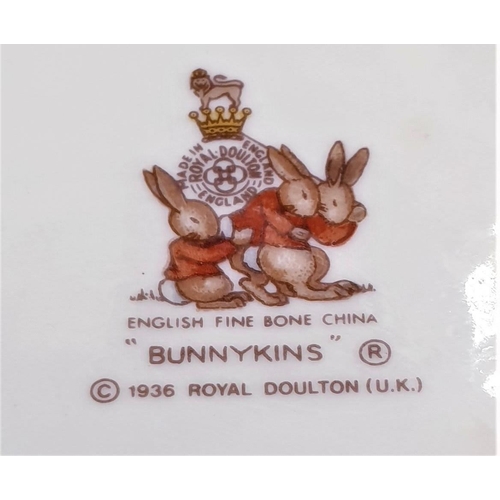 MADE IN ENGLAND
ROYAL·DOULTON
ENGLAND
ENGLISH FINE BONE CHINA
"BUNNYKINS" ®
© 1936 ROYAL DOULTON (U.K.)